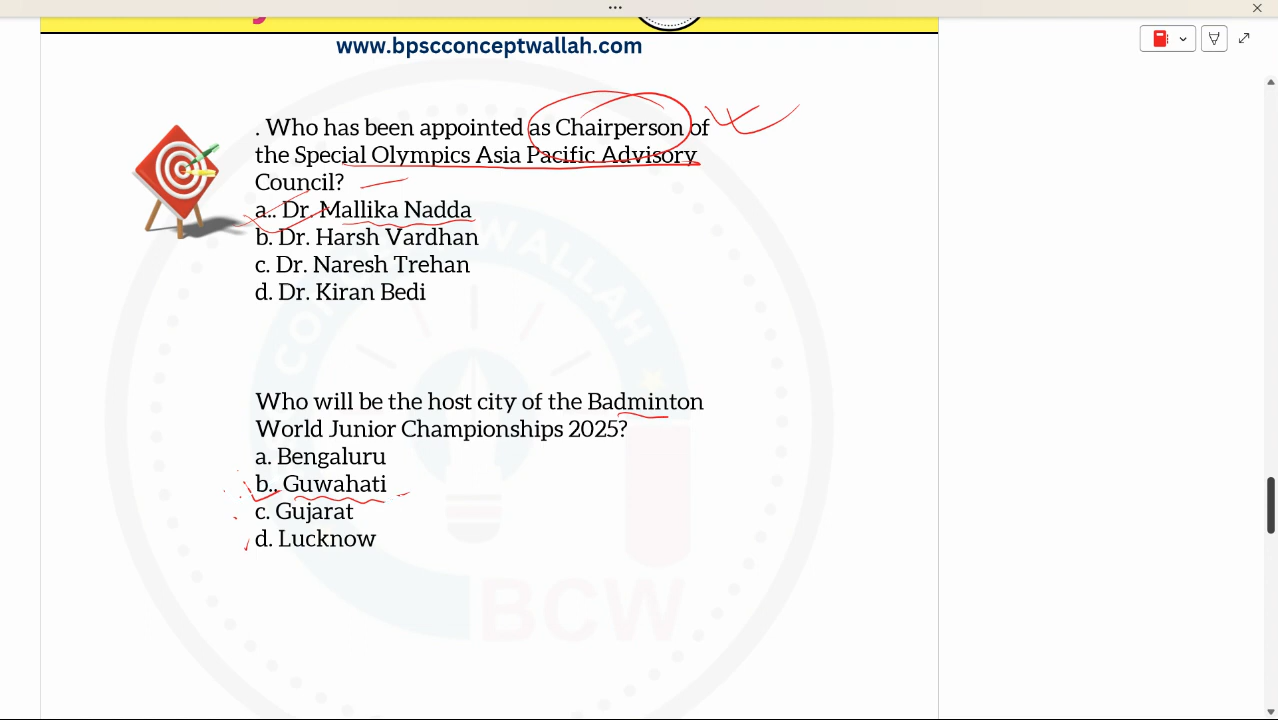 www.bpscconceptwallah.com
. Who has been appointed as Chairperson of
the Special Olympics Asia Pacific Advisory
Council?
a.. Dr. Mallika Nadda
b. Dr. Harsh Vardhan
c. Dr. Naresh Trehan
d. Dr. Kiran Bedi
Who will be the host city of the Badminton
World Junior Championships 2025?
a. Bengaluru
b.. Guwahati
c. Gujarat
d. Lucknow
BCW